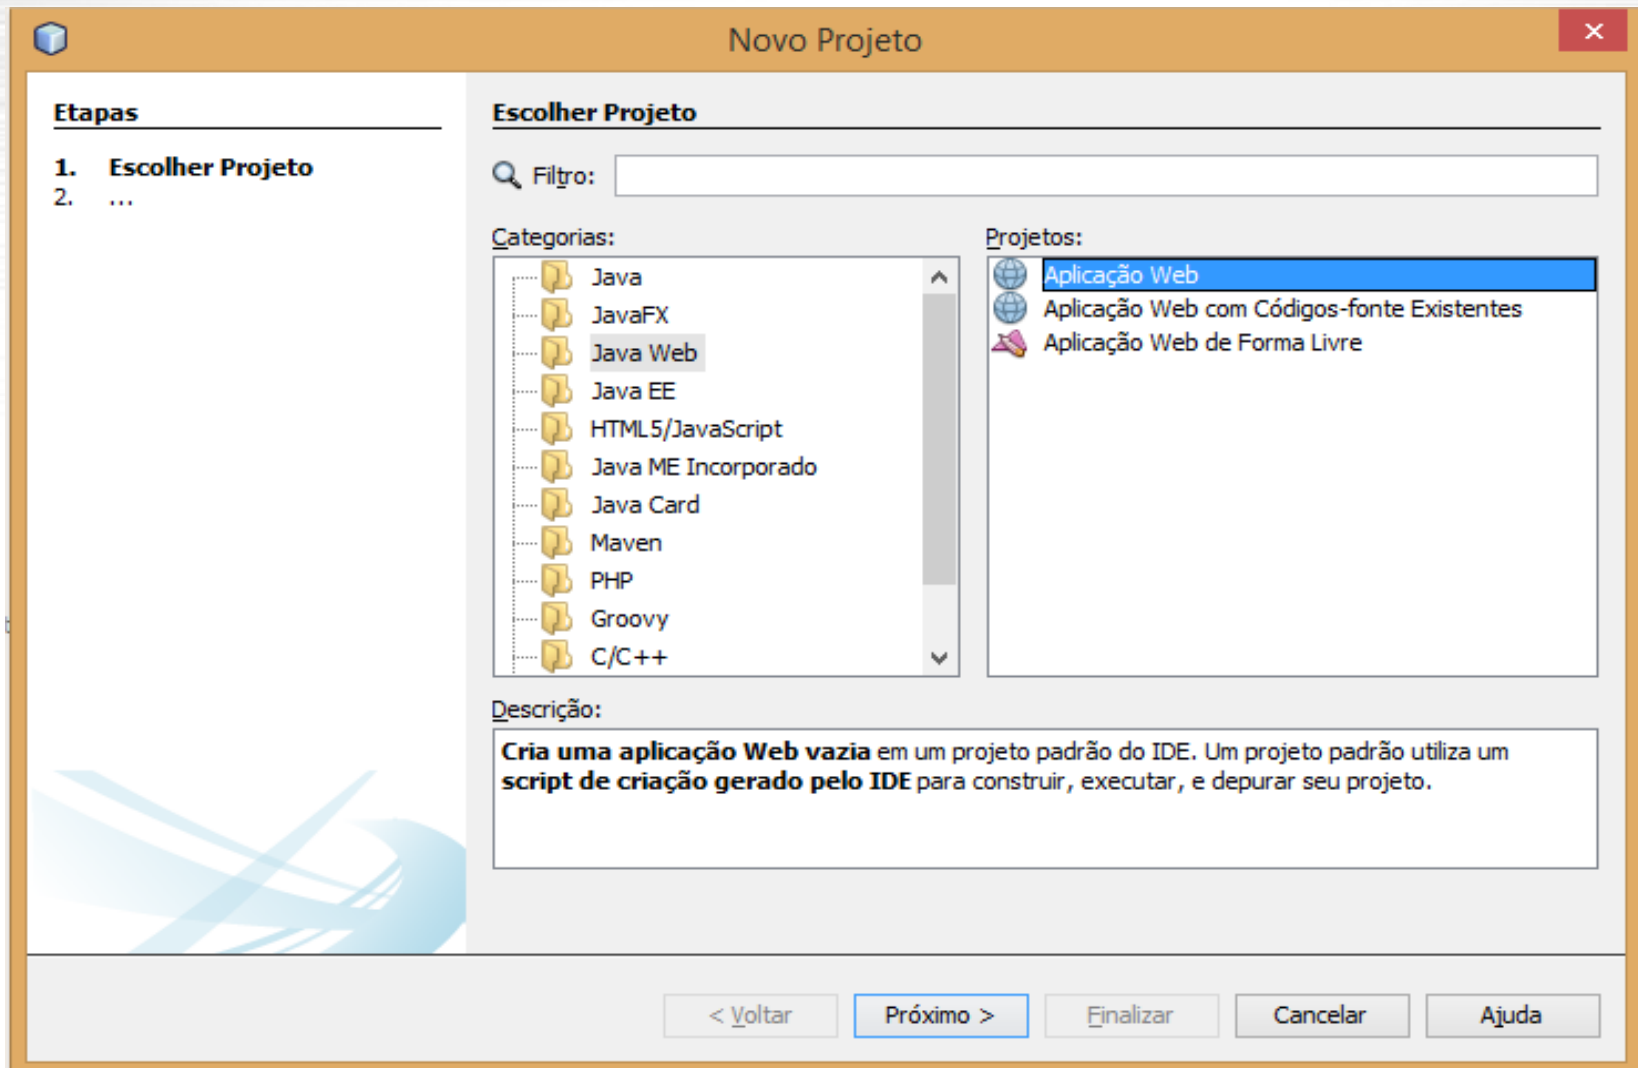 Novo Projeto
Etapas
1. Escolher Projeto
2. ...
Escolher Projeto
Filtro:
Categorias:
Java
JavaFX
Java Web
Java EE
HTML5/JavaScript
Java ME Incorporado
Java Card
Maven
PHP
Groovy
C/C++
Projetos:
Aplicação Web
Aplicação Web com Códigos-fonte Existentes
Aplicação Web de Forma Livre
Descrição:
Cria uma aplicação Web vazia em um projeto padrão do IDE. Um projeto padrão utiliza um
script de criação gerado pelo IDE para construir, executar, e depurar seu projeto.
< Voltar
Próximo >
Finalizar
Cancelar
Ajuda